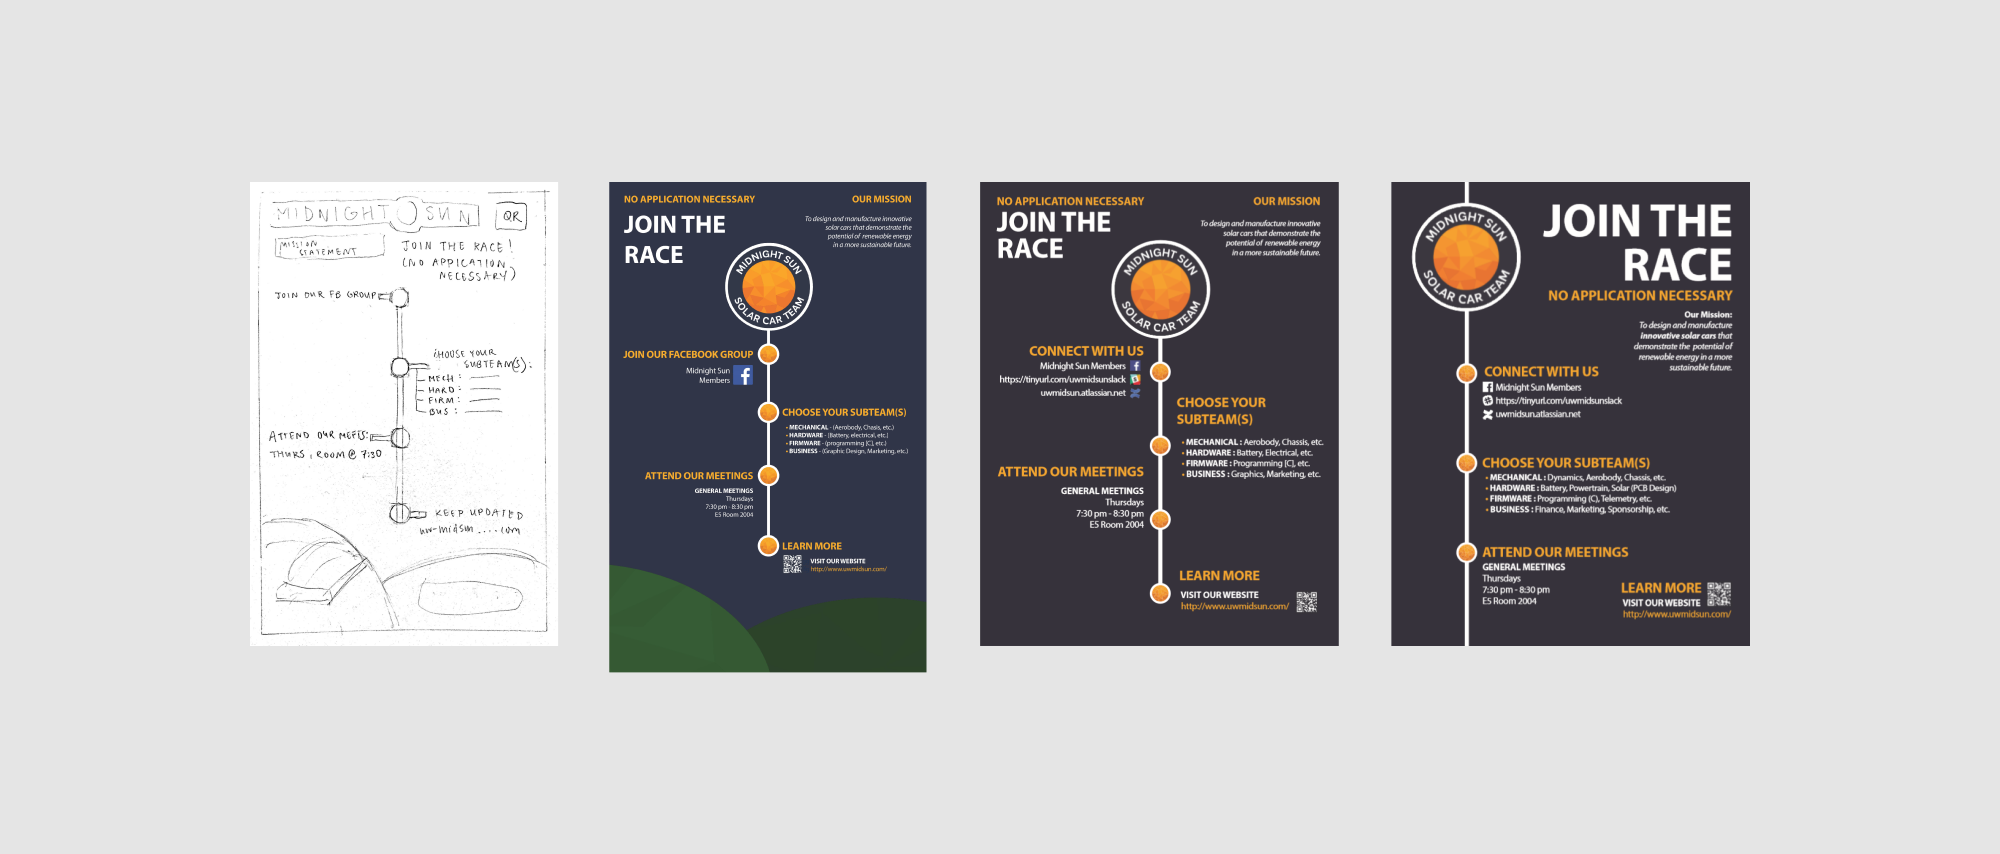 MIDNIGHT SUN
QR
MISSION
STATEMENT
JOIN THE RACE!
(NO APPLICATION
NECESSARY)
JOIN OUR FB GROUP
CHOOSE YOUR
SUBTEAM(S):
MECH :
HARD :
FIRM :
BUS :
ATTEND OUR MEETS:
THURS, ROOM @ 7:30
KEEP UPDATED
uw-midsun ....com
NO APPLICATION NECESSARY
JOIN THE
RACE
OUR MISSION
To design and manufacture innovative
solar cars that demonstrate the
potential of renewable energy
in a more sustainable future.
MIDNIGHT SUN
SOLAR CAR TEAM
JOIN OUR FACEBOOK GROUP
Midnight Sun
Members
CHOOSE YOUR SUBTEAM(S)
• MECHANICAL - (Aerobody, Chasis, etc.)
• HARDWARE - (Battery, electrical, etc.)
• FIRMWARE - (programming [C], etc.)
• BUSINESS - (Graphic Design, Marketing, etc.)
ATTEND OUR MEETINGS
GENERAL MEETINGS
Thursdays
7:30 pm - 8:30 pm
E5 Room 2004
LEARN MORE
VISIT OUR WEBSITE
http://www.uwmidsun.com/
NO APPLICATION NECESSARY
JOIN THE
RACE
OUR MISSION
To design and manufacture innovative
solar cars that demonstrate the
potential of renewable energy
in a more sustainable future.
MIDNIGHT SUN
SOLAR CAR TEAM
CONNECT WITH US
Midnight Sun Members
https://tinyurl.com/uwmidsunslack
uwmidsun.atlassian.net
CHOOSE YOUR
SUBTEAM(S)
• MECHANICAL : Aerobody, Chassis, etc.
• HARDWARE : Battery, Electrical, etc.
• FIRMWARE : Programming [C], etc.
• BUSINESS : Graphics, Marketing, etc.
ATTEND OUR MEETINGS
GENERAL MEETINGS
Thursdays
7:30 pm - 8:30 pm
E5 Room 2004
LEARN MORE
VISIT OUR WEBSITE
http://www.uwmidsun.com/
MIDNIGHT SUN
SOLAR CAR TEAM
JOIN THE
RACE
NO APPLICATION NECESSARY
Our Mission:
To design and manufacture
innovative solar cars that
demonstrate the potential of
renewable energy in a more
sustainable future.
CONNECT WITH US
Midnight Sun Members
https://tinyurl.com/uwmidsunslack
uwmidsun.atlassian.net
CHOOSE YOUR SUBTEAM(S)
• MECHANICAL : Dynamics, Aerobody, Chassis, etc.
• HARDWARE : Battery, Powertrain, Solar (PCB Design)
• FIRMWARE : Programming (C), Telemetry, etc.
• BUSINESS : Finance, Marketing, Sponsorship, etc.
ATTEND OUR MEETINGS
GENERAL MEETINGS
Thursdays
7:30 pm - 8:30 pm
E5 Room 2004
LEARN MORE
VISIT OUR WEBSITE
http://www.uwmidsun.com/